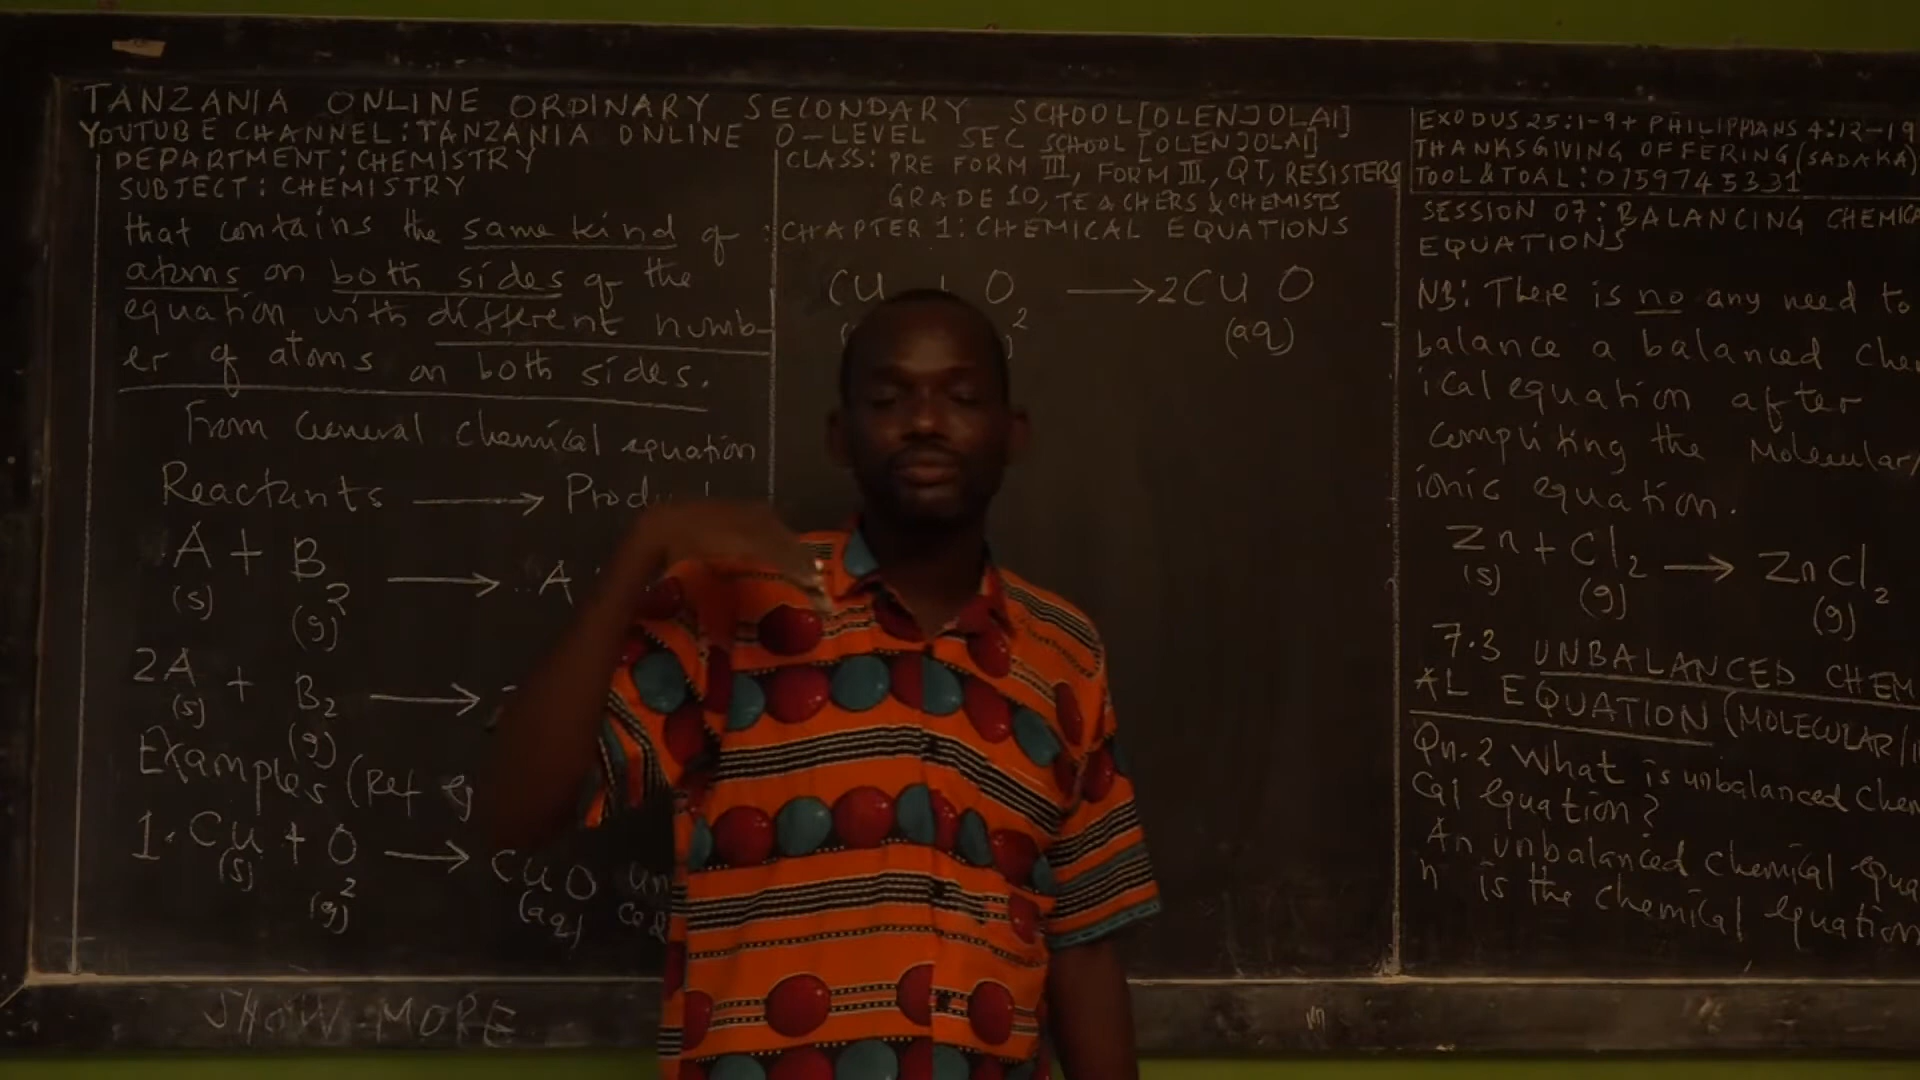 TANZANIA ONLINE ORDINARY SECONDARY SCHOOL[OLENJOLAI]
YOUTUBE CHANNEL: TANZANIA ONLINE O-LEVEL SEC SCHOOL [OLENJOLAI]
DEPARTMENT: CHEMISTRY
SUBJECT: CHEMISTRY
that contains the same kind of
atoms on both sides of the
equation with different numb-
er of atoms on both sides.
From General chemical equation
Reactants ⟶
A + B2 ⟶ A
(s) (g)
2A + B2 ⟶
(s) (g)
Examples (Ref
1. Cu + O2 ⟶ CuO
(s) (g) (aq)
CLASS: PRE FORM III, FORM III, QT, RESISTERS
GRADE 10, TEACHERS & CHEMISTS
CHAPTER 1: CHEMICAL EQUATIONS
CU + O2 ⟶ 2CU O
(aq)
EXODUS 25:1-9 + PHILIPPIANS 4:12-19
THANKSGIVING OFFERING (SADAKA)
TOOL & TOAL: 0759745331
SESSION 07: BALANCING CHEMICA
EQUATIONS
NB: There is no any need to
balance a balanced chem
ical equation after
compliting the Molecular/
ionic equation.
Zn + Cl2 ⟶ ZnCl2
(s) (g) (g)
7.3 UNBALANCED CHEM
AL EQUATION (MOLECULAR/I
Qn.2 What is unbalanced chem
cal equation?
An unbalanced chemical equa
n is the chemical equation
SHOW MORE